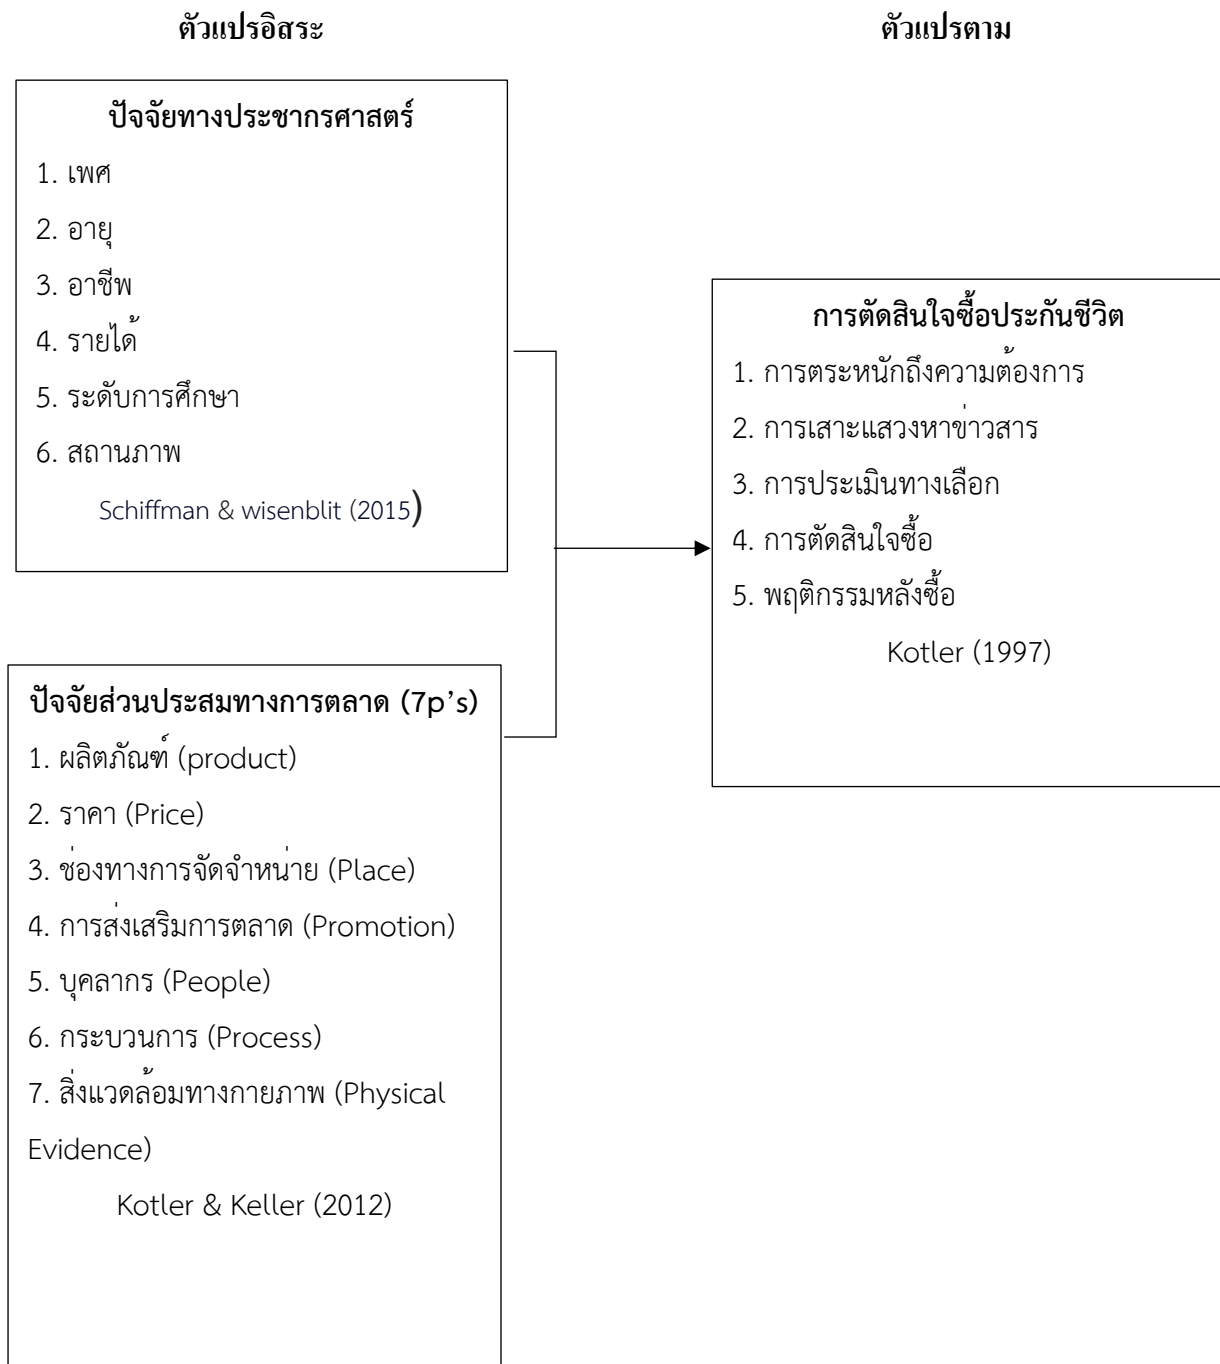 ตัวแปรอิสระ
ตัวแปรตาม
ปัจจัยทางประชากรศาสตร์
1. เพศ
2. อายุ
3. อาชีพ
4. รายได้
5. ระดับการศึกษา
6. สถานภาพ
Schiffman & wisenblit (2015)
ปัจจัยส่วนประสมทางการตลาด (7p’s)
1. ผลิตภัณฑ์ (product)
2. ราคา (Price)
3. ช่องทางการจัดจำหน่าย (Place)
4. การส่งเสริมการตลาด (Promotion)
5. บุคลากร (People)
6. กระบวนการ (Process)
7. สิ่งแวดล้อมทางกายภาพ (Physical
Evidence)
Kotler & Keller (2012)
การตัดสินใจซื้อประกันชีวิต
1. การตระหนักถึงความต้องการ
2. การเสาะแสวงหาข่าวสาร
3. การประเมินทางเลือก
4. การตัดสินใจซื้อ
5. พฤติกรรมหลังซื้อ
Kotler (1997)